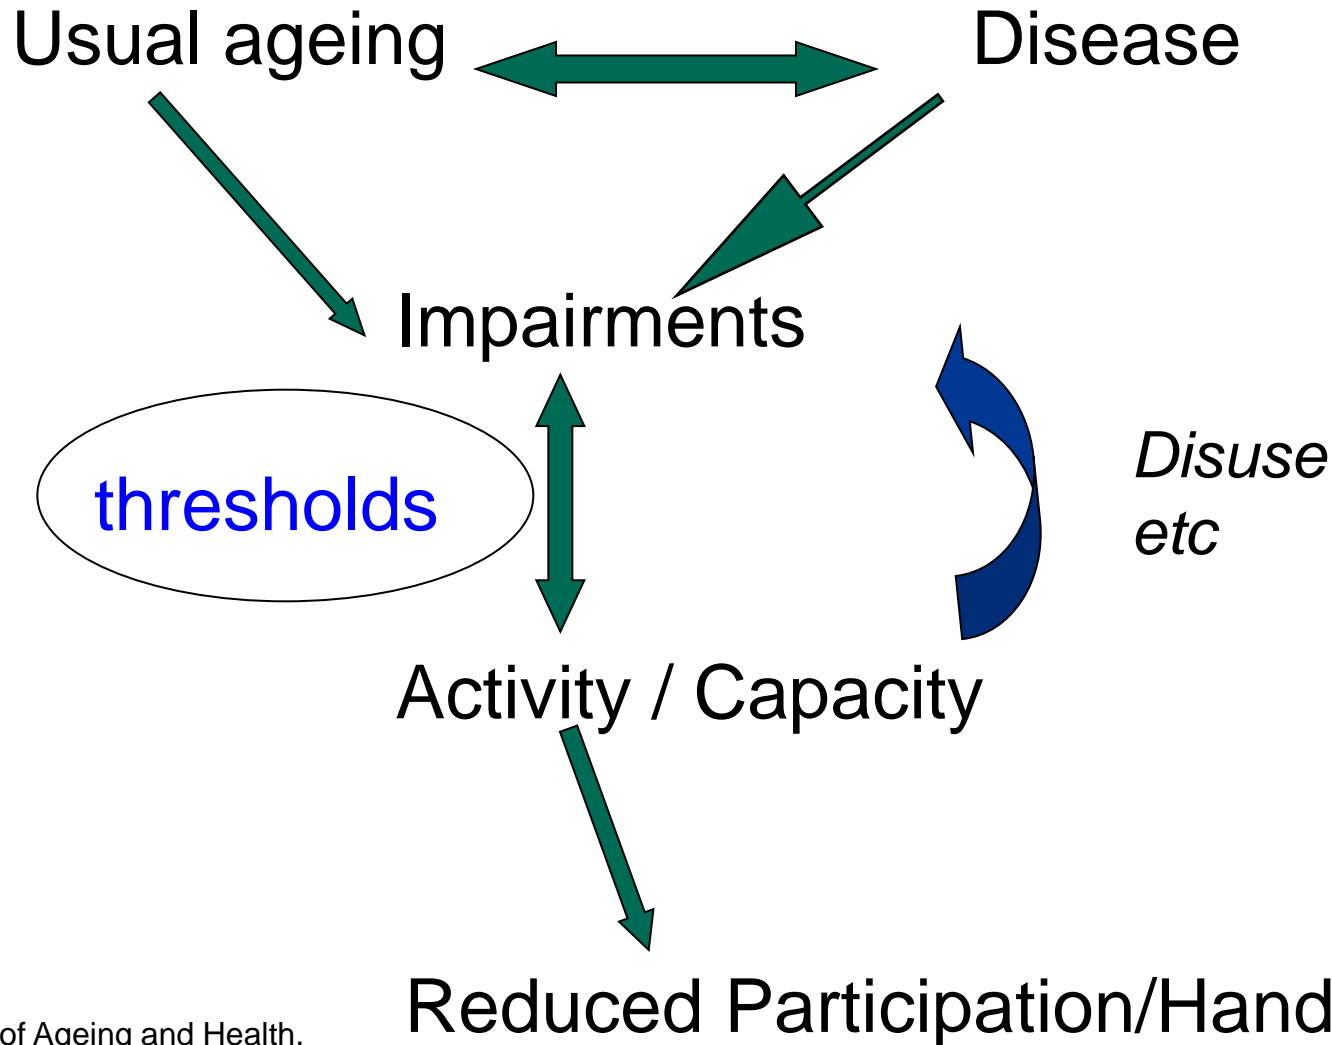 Usual ageing
Disease
Impairments
thresholds
Disuse
etc
Activity / Capacity
Reduced Participation/Hand
of Ageing and Health,